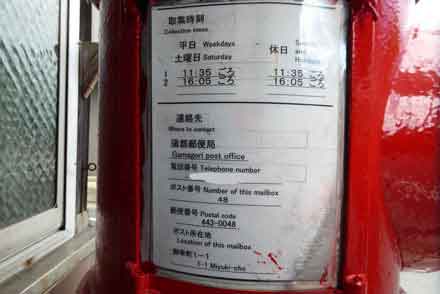 取集時刻
Collection times
平日 Weekdays
土曜日 Saturday
休日 Sunday and Holidays
1 11:35 ごろ 11:35 ごろ
2 16:05 ごろ 16:05 ごろ
連絡先
Where to contact
蒲郡郵便局
Gamagori post office
電話番号 Telephone number
ポスト番号 Number of this mailbox
48
郵便番号 Postal code
443-0048
ポスト所在地
Location of this mailbox
御幸町1-1
1-1 Miyuki-cho